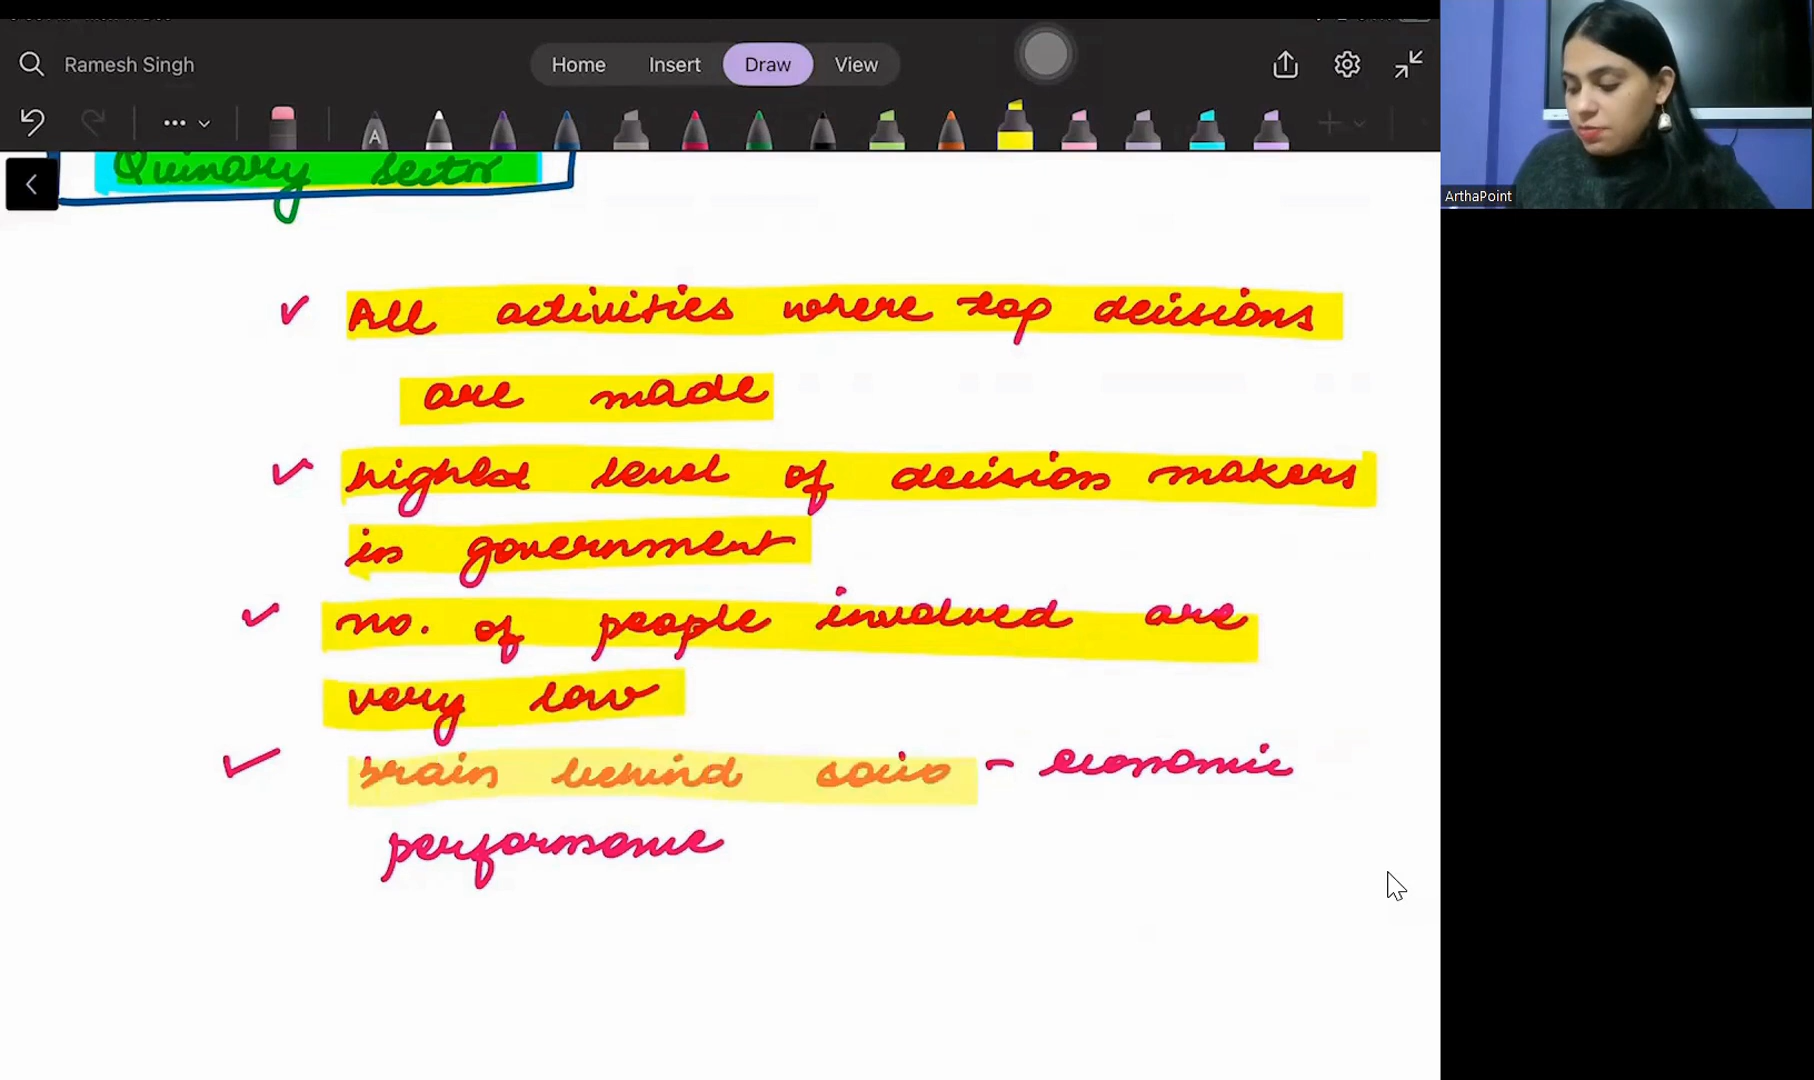 Ramesh Singh
Home Insert Draw View
A
ArthaPoint
Quinary sector
All activities where top decisions
are made
highest level of decision makers
in government
no. of people involved are
very low
brain behind socio - economic
performance